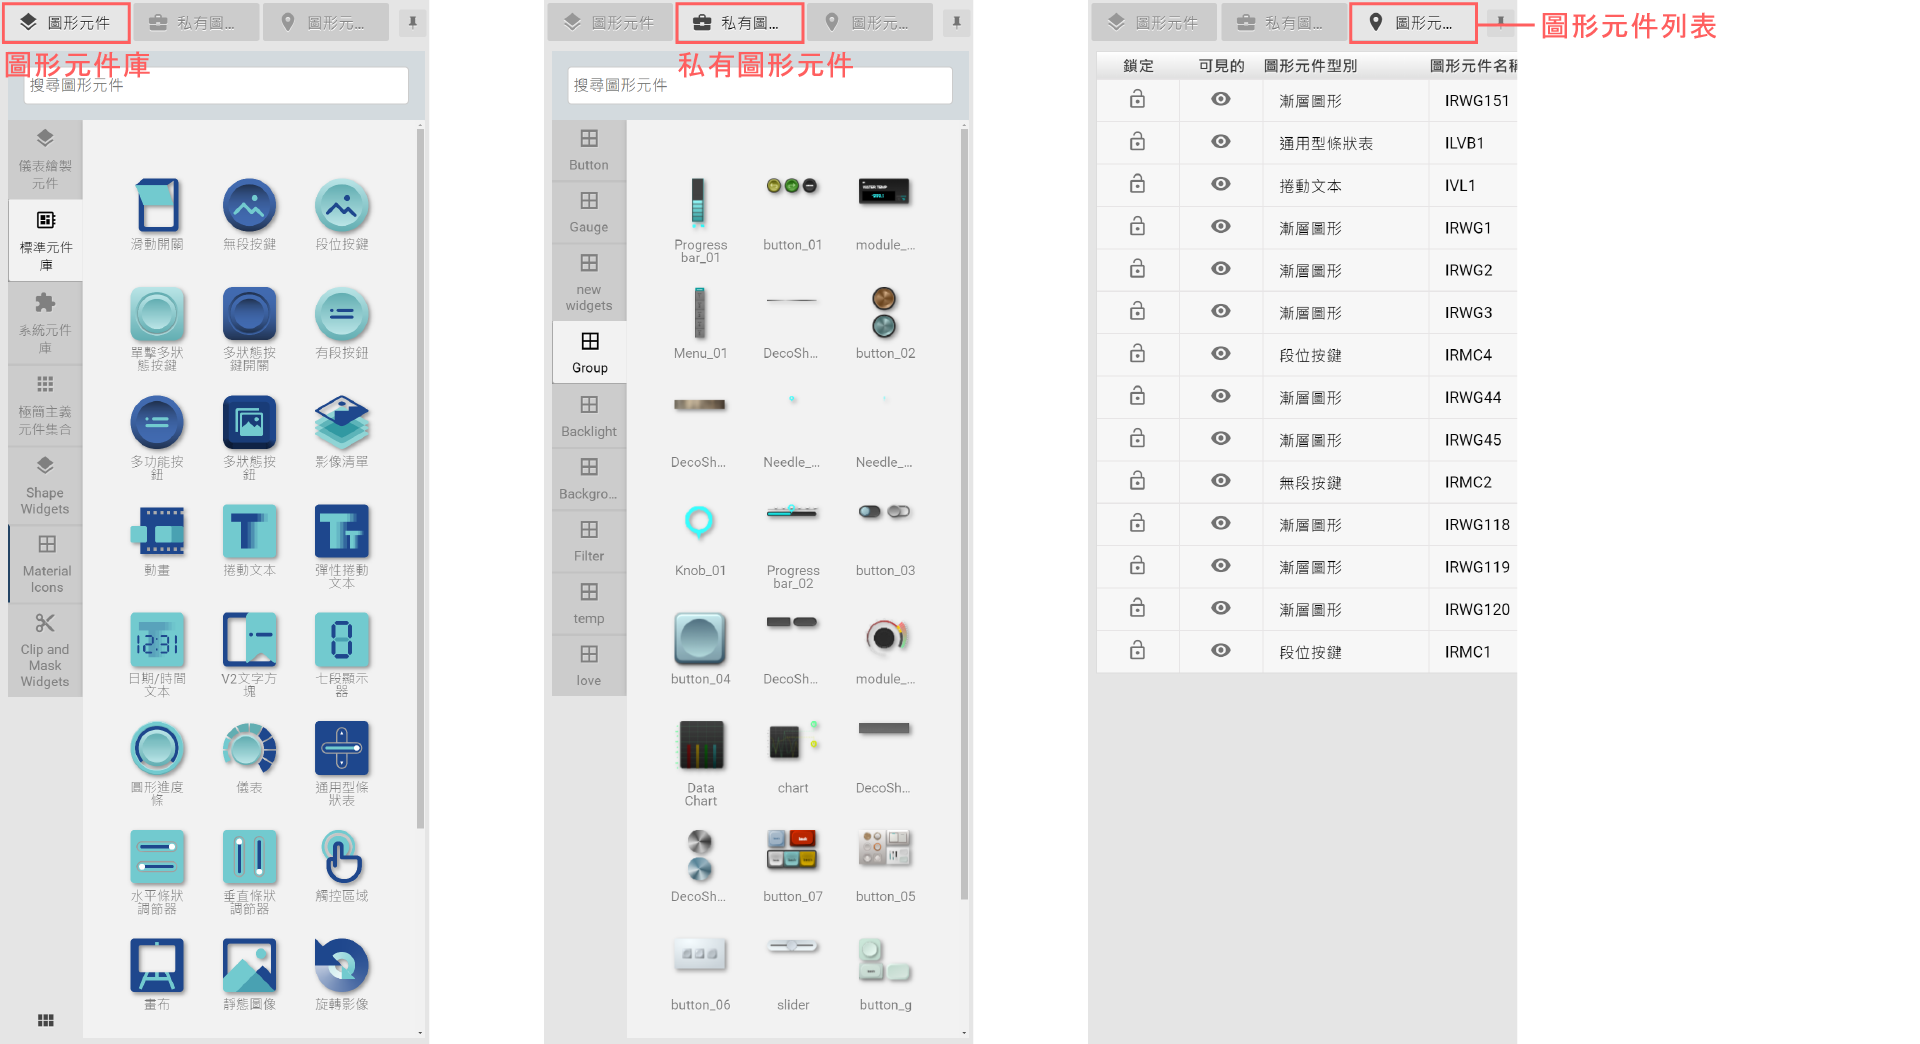 圖形元件
私有圖...
圖形元...
圖形元件庫
搜尋圖形元件
儀表繪製
元件
標準元件
庫
系統元件
庫
極簡主義
元件集合
Shape
Widgets
Material
Icons
Clip and
Mask
Widgets
滑動開關
無段按鍵
段位按鍵
單擊多狀
態按鍵
多狀態按
鍵開關
有段按鈕
多功能按
鈕
多狀態按
鈕
影像清單
動畫
捲動文本
彈性捲動
文本
12:31
日期/時間
文本
V2文字方
塊
七段顯示
器
圓形進度
條
儀表
通用型條
狀表
水平條狀
調節器
垂直條狀
調節器
觸控區域
畫布
靜態圖像
旋轉影像
圖形元件
私有圖...
圖形元...
私有圖形元件
搜尋圖形元件
Button
Gauge
new
widgets
Group
Backlight
Backgro...
Filter
temp
love
Progress
bar_01
button_01
module_...
Menu_01
DecoSh...
button_02
DecoSh...
Needle_...
Needle_...
Knob_01
Progress
bar_02
button_03
button_04
DecoSh...
module_...
Data
Chart
chart
DecoSh...
DecoSh...
button_07
button_05
button_06
slider
button_g
圖形元件
私有圖...
圖形元...
圖形元件列表
鎖定 可見的 圖形元件型別 圖形元件名稱
漸層圖形 IRWG151
通用型條狀表 ILVB1
捲動文本 IVL1
漸層圖形 IRWG1
漸層圖形 IRWG2
漸層圖形 IRWG3
段位按鍵 IRMC4
漸層圖形 IRWG44
漸層圖形 IRWG45
無段按鍵 IRMC2
漸層圖形 IRWG118
漸層圖形 IRWG119
漸層圖形 IRWG120
段位按鍵 IRMC1